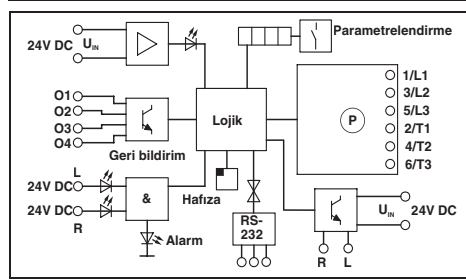 24V DC U_IN
Parametrelendirme
O1
O2
O3
O4
Geri bildirim
Lojik
P
1/L1
3/L2
5/L3
2/T1
4/T2
6/T3
L
24V DC
24V DC
R
&
Hafıza
Alarm
RS-
232
U_IN 24V DC
R L